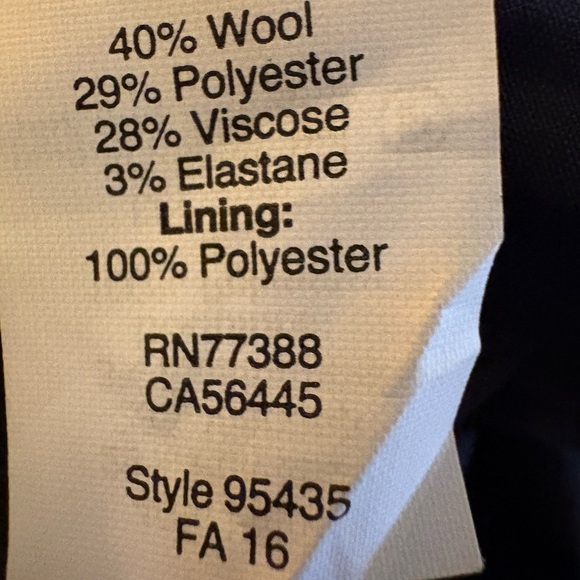 40% Wool
29% Polyester
28% Viscose
3% Elastane
Lining:
100% Polyester
RN77388
CA56445
Style 95435
FA 16